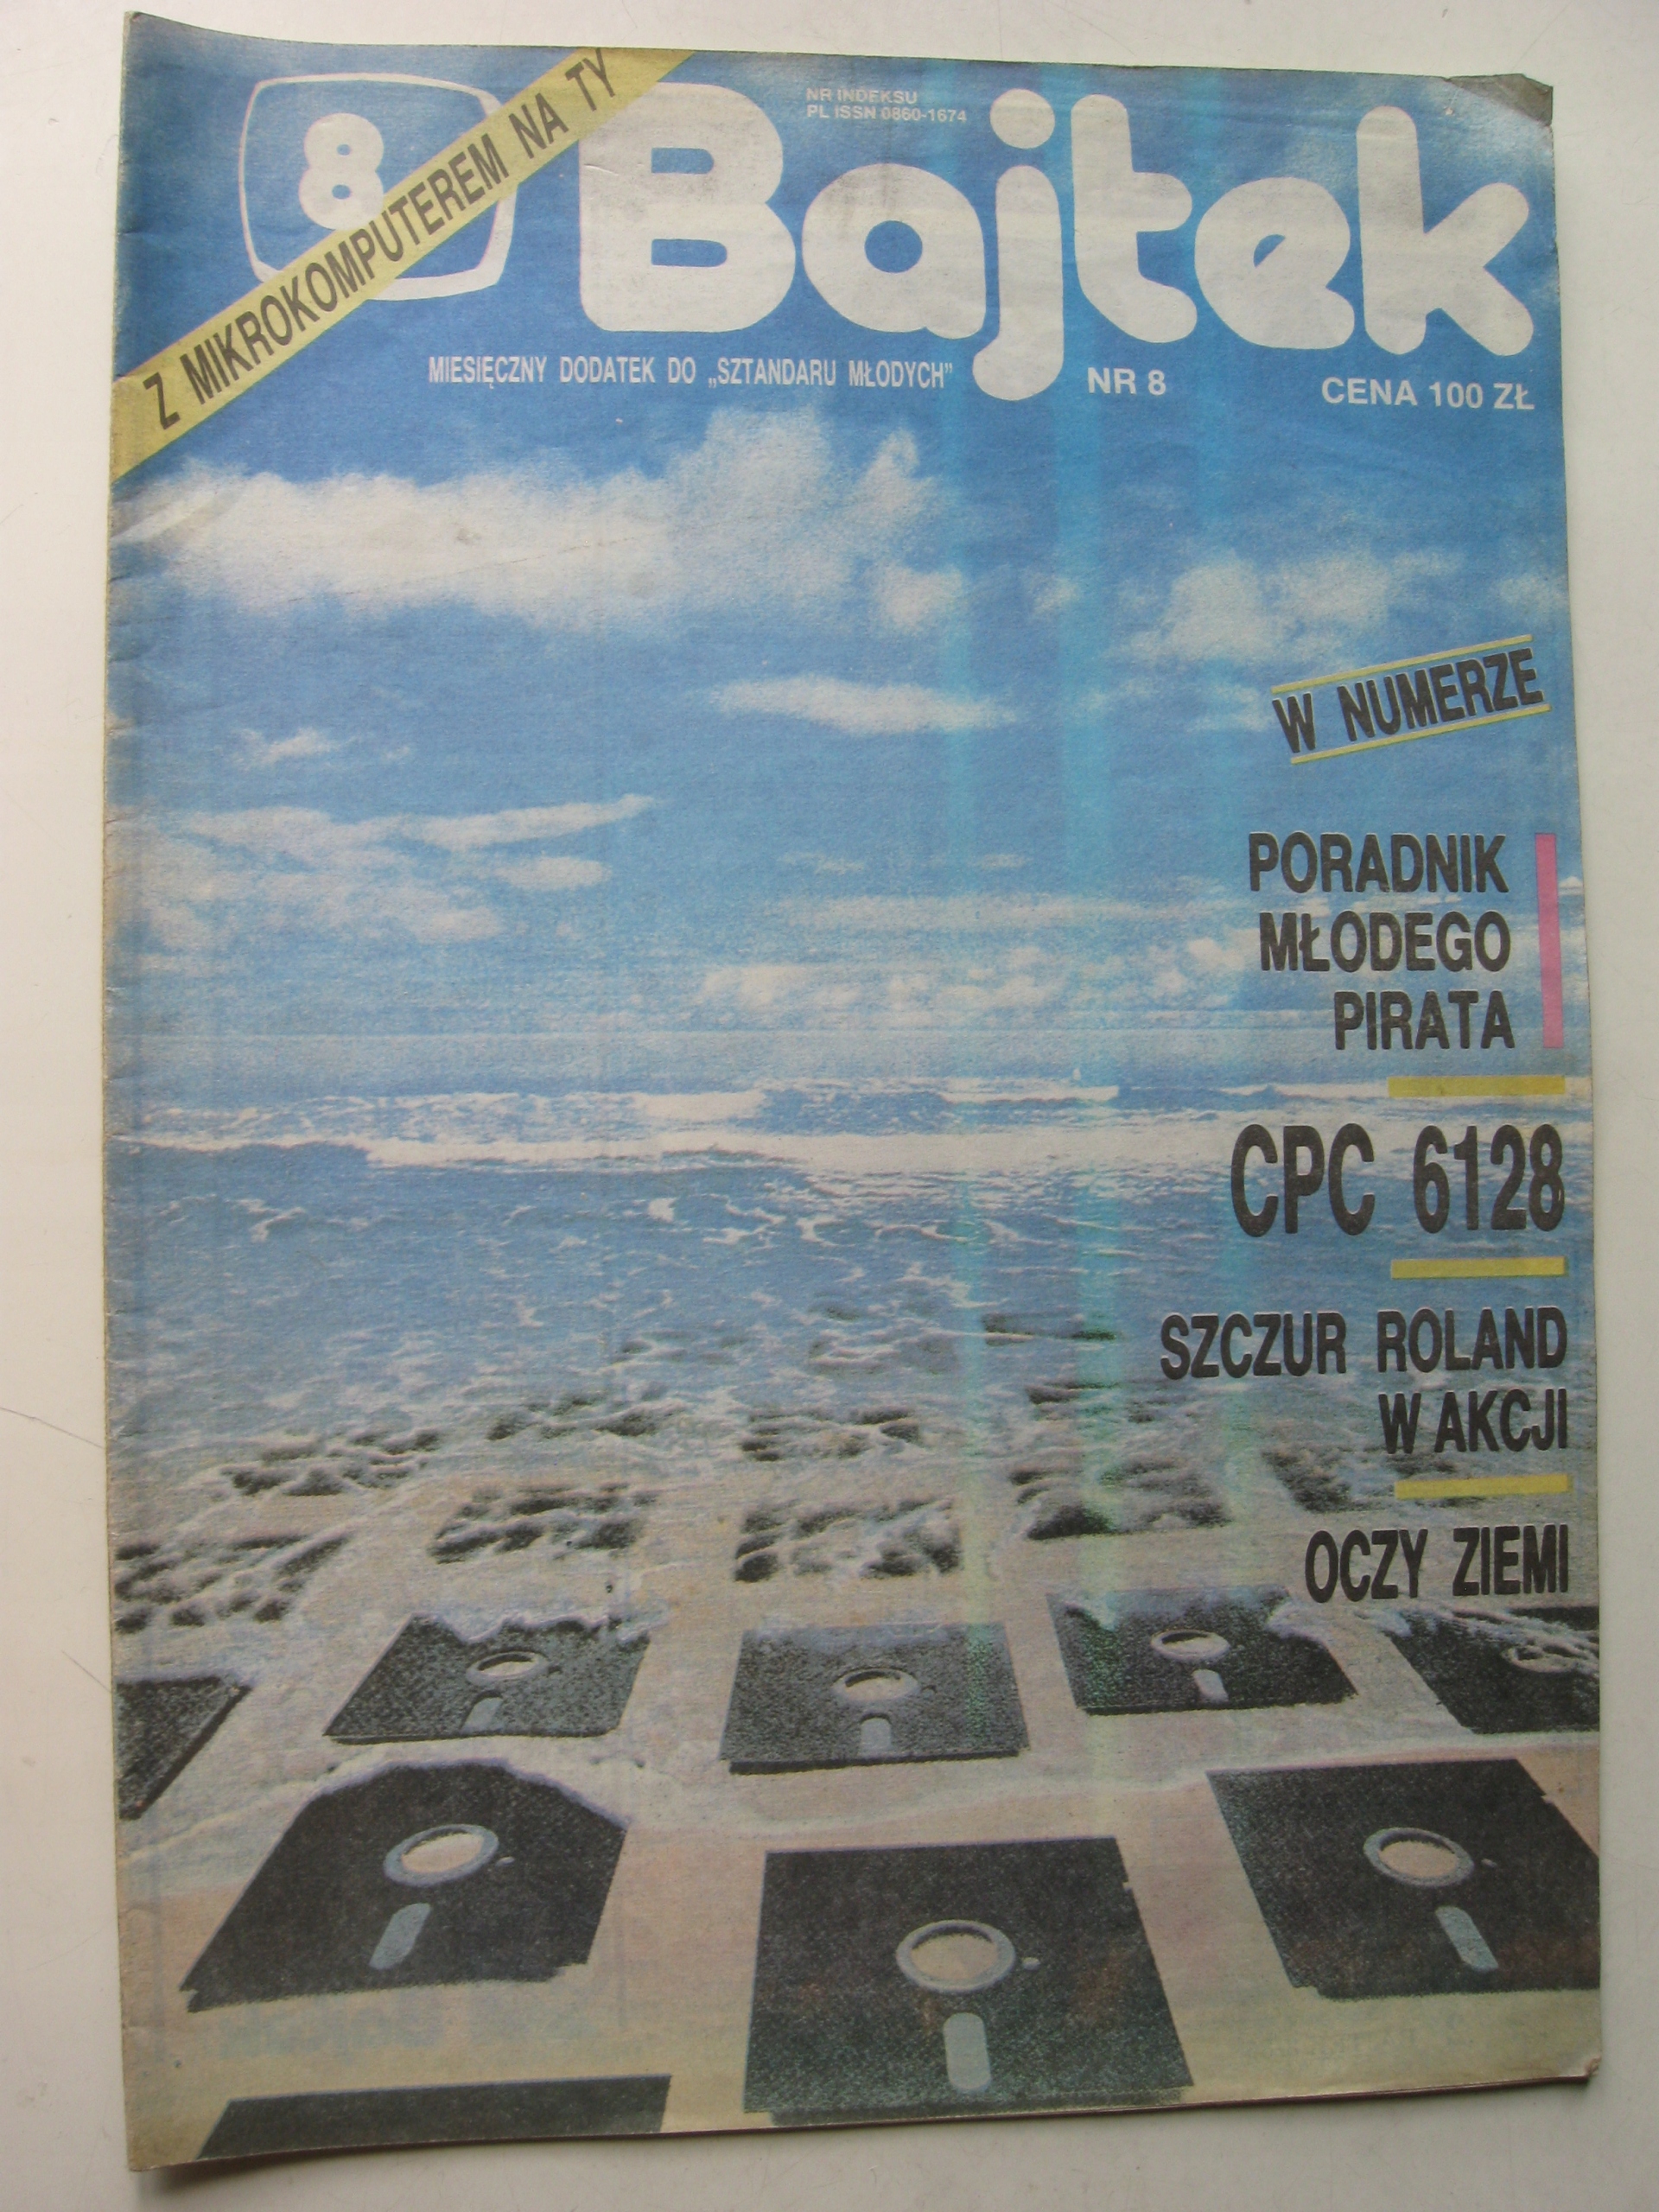 8
Z MIKROKOMPUTEREM NA TY
NR INDEKSU
PL ISSN 0860-1674
Bajtek
MIESIĘCZNY DODATEK DO „SZTANDARU MŁODYCH”
NR 8
CENA 100 ZŁ
W NUMERZE
PORADNIK
MŁODEGO
PIRATA
CPC 6128
SZCZUR ROLAND
W AKCJI
OCZY ZIEMI